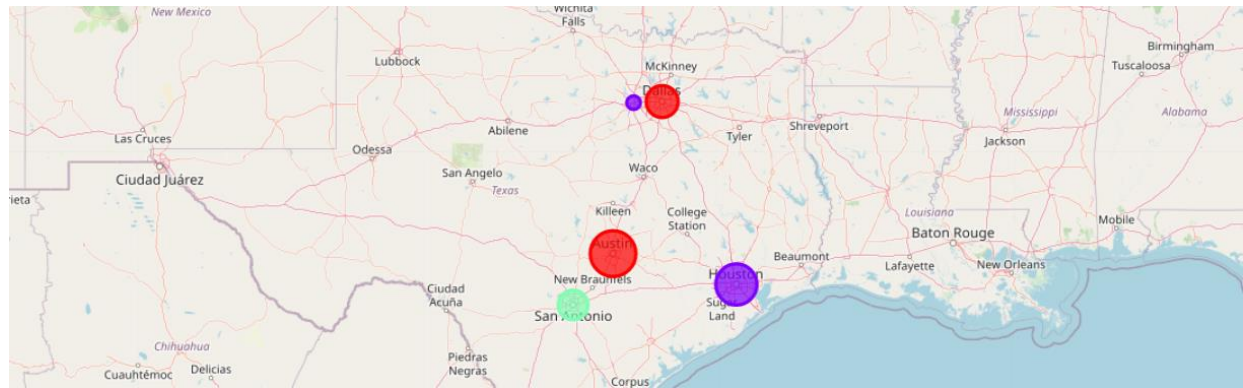 New Mexico
Wichita
Falls
Birmingham
Lubbock
McKinney
Tuscaloosa
Dallas
Mississippi
Alabama
Abilene
Shreveport
Las Cruces
Tyler
Jackson
Odessa
Waco
Ciudad Juárez
San Angelo
Texas
rieta
Killeen
College
Station
Louisiana
Mobile
Austin
Baton Rouge
Beaumont
Lafayette
New Orleans
Houston
New Braunfels
Ciudad
Acuña
Sugar
Land
San Antonio
Chihuahua
Piedras
Negras
Cuauhtémoc
Delicias
Corpus